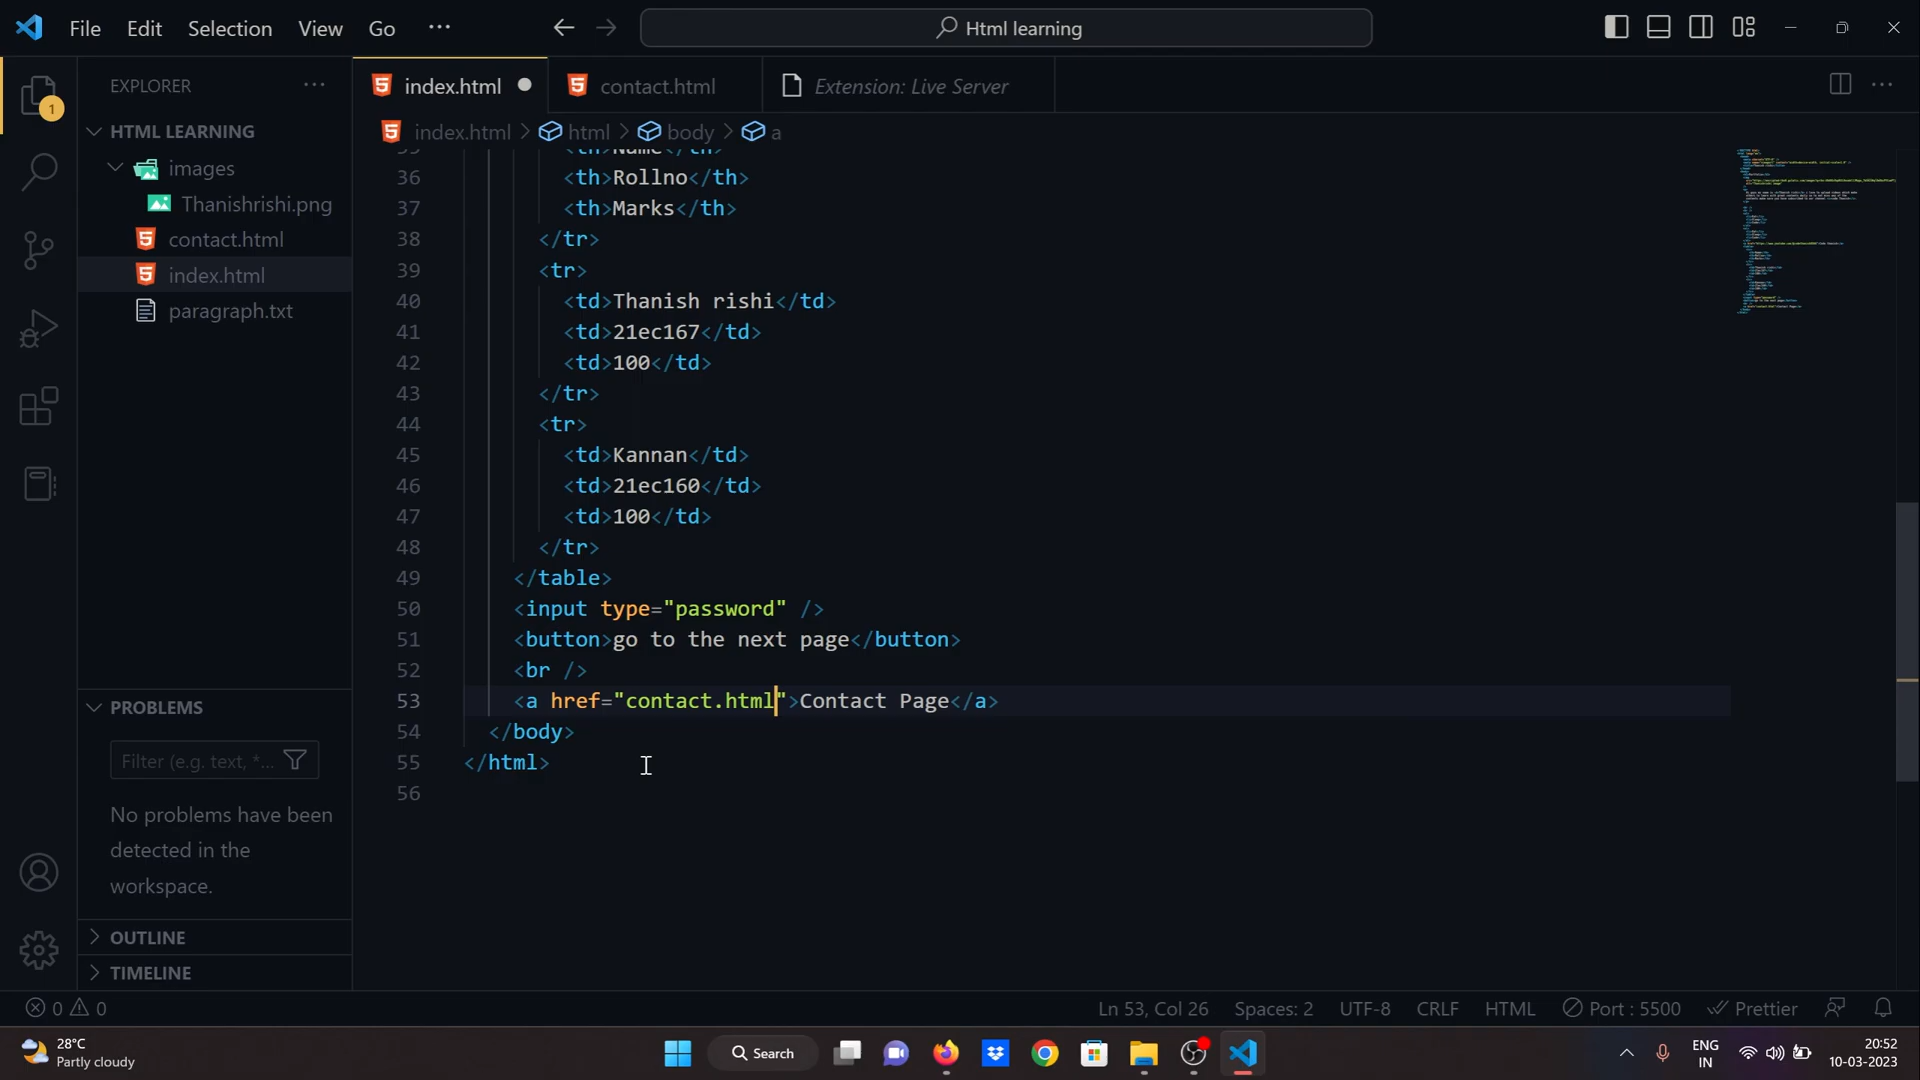 File Edit Selection View Go ···
Html learning
EXPLORER ···
index.html
contact.html
Extension: Live Server
···
1
index.html > html > body > a
HTML LEARNING
images
Thanishrishi.png
contact.html
index.html
paragraph.txt
<th>Name</th>
36 <th>Rollno</th>
37 <th>Marks</th>
38 </tr>
39 <tr>
40 <td>Thanish rishi</td>
41 <td>21ec167</td>
42 <td>100</td>
43 </tr>
44 <tr>
45 <td>Kannan</td>
46 <td>21ec160</td>
47 <td>100</td>
48 </tr>
49 </table>
50 <input type="password" />
51 <button>go to the next page</button>
52 <br />
53 <a href="contact.html">Contact Page</a>
54 </body>
55 </html>
56
PROBLEMS
Filter (e.g. text, *...
No problems have been
detected in the
workspace.
OUTLINE
TIMELINE
0 0
Ln 53, Col 26 Spaces: 2 UTF-8 CRLF HTML Port : 5500 Prettier
28°C
Partly cloudy
Search
ENG
IN
20:52
10-03-2023